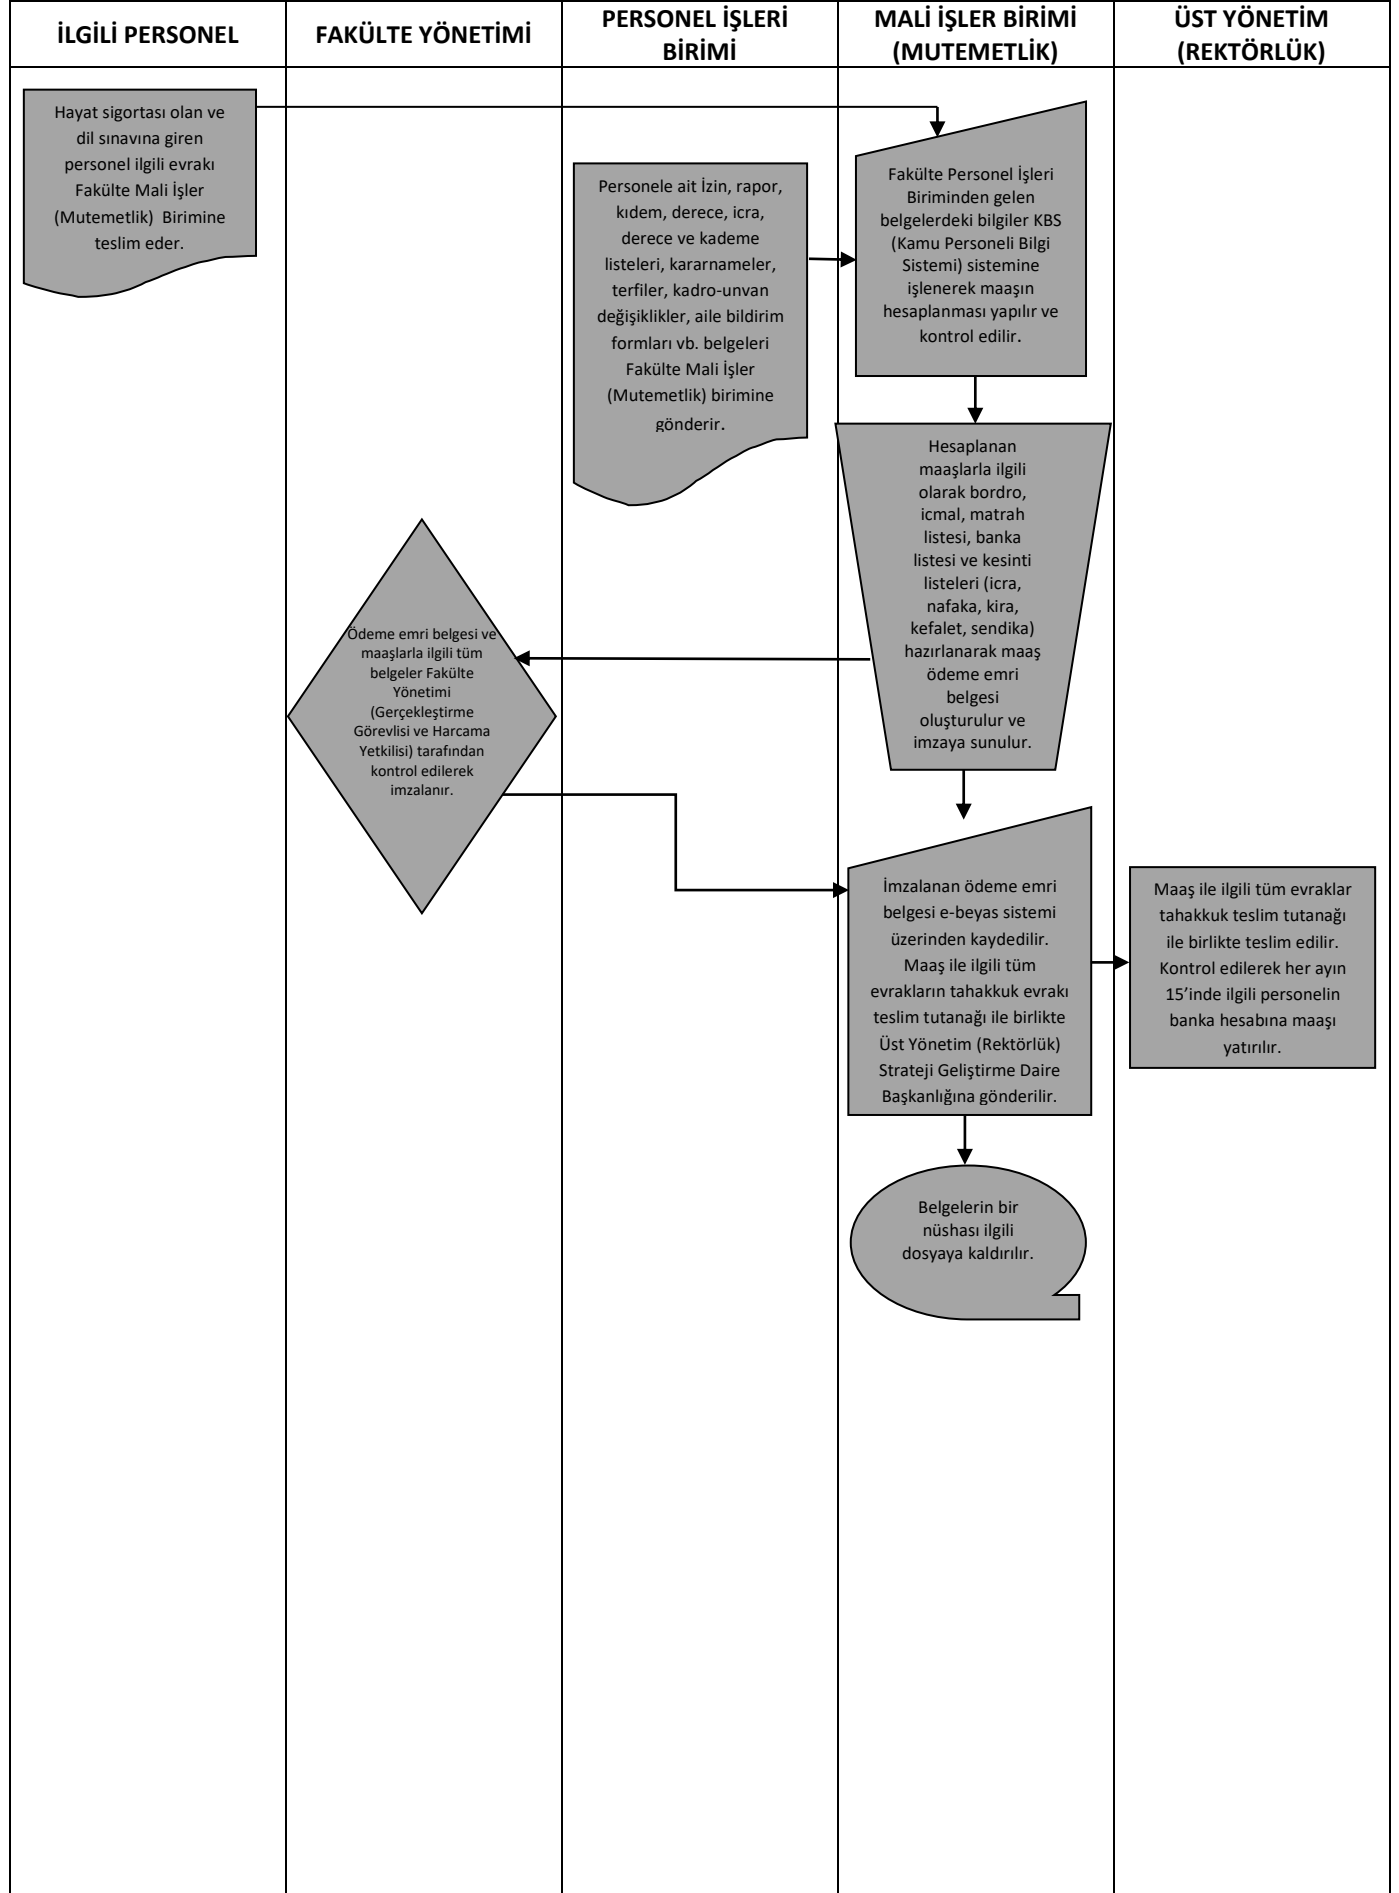 İLGİLİ PERSONEL
FAKÜLTE YÖNETİMİ
PERSONEL İŞLERİ
BİRİMİ
MALİ İŞLER BİRİMİ
(MUTEMETLİK)
ÜST YÖNETİM
(REKTÖRLÜK)
Hayat sigortası olan ve
dil sınavına giren
personel ilgili evrakı
Fakülte Mali İşler
(Mutemetlik) Birimine
teslim eder.
Personele ait İzin, rapor,
kıdem, derece, icra,
derece ve kademe
listeleri, kararnameler,
terfiler, kadro-unvan
değişiklikler, aile bildirim
formları vb. belgeleri
Fakülte Mali İşler
(Mutemetlik) birimine
gönderir.
Fakülte Personel İşleri
Biriminden gelen
belgelerdeki bilgiler KBS
(Kamu Personeli Bilgi
Sistemi) sistemine
işlenerek maaşın
hesaplanması yapılır ve
kontrol edilir.
Hesaplanan
maaşlarla ilgili
olarak bordro,
icmal, matrah
listesi, banka
listesi ve kesinti
listeleri (icra,
nafaka, kira,
kefalet, sendika)
hazırlanarak maaş
ödeme emri
belgesi
oluşturulur ve
imzaya sunulur.
Ödeme emri belgesi ve
maaşlarla ilgili tüm
belgeler Fakülte
Yönetimi
(Gerçekleştirme
Görevlisi ve Harcama
Yetkilisi) tarafından
kontrol edilerek
imzalanır.
İmzalanan ödeme emri
belgesi e-beyas sistemi
üzerinden kaydedilir.
Maaş ile ilgili tüm
evrakların tahakkuk evrakı
teslim tutanağı ile birlikte
Üst Yönetim (Rektörlük)
Strateji Geliştirme Daire
Başkanlığına gönderilir.
Maaş ile ilgili tüm evraklar
tahakkuk teslim tutanağı
ile birlikte teslim edilir.
Kontrol edilerek her ayın
15’inde ilgili personelin
banka hesabına maaşı
yatırılır.
Belgelerin bir
nüshası ilgili
dosyaya kaldırılır.